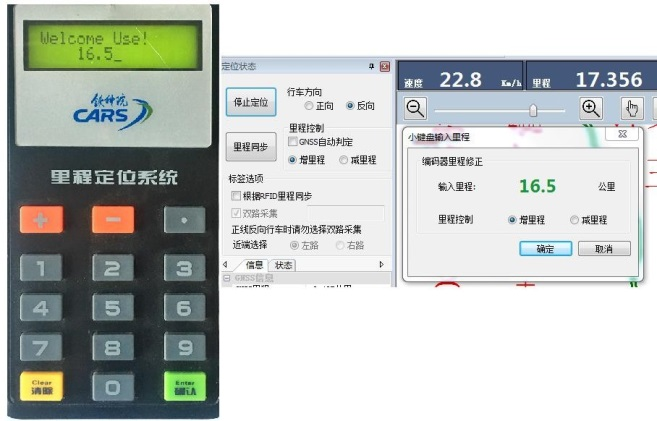 Welcome Use!
16.5_
铁科院
CARS
里程定位系统
+
-
·
1
2
3
4
5
6
7
8
9
Clear
清除
0
Enter
确认
定位状态
停止定位
行车方向
正向
反向
里程同步
里程控制
GNSS自动判定
增里程
减里程
标签选项
根据RFID里程同步
双路采集
正线反向行车时请勿选择双路采集
近端选择
左路
右路
信息
状态
GNSS信息
速度
22.8
Km/h
里程
17.356
小键盘输入里程
编码器里程修正
输入里程:
16.5
公里
里程控制
增里程
减里程
确定
取消